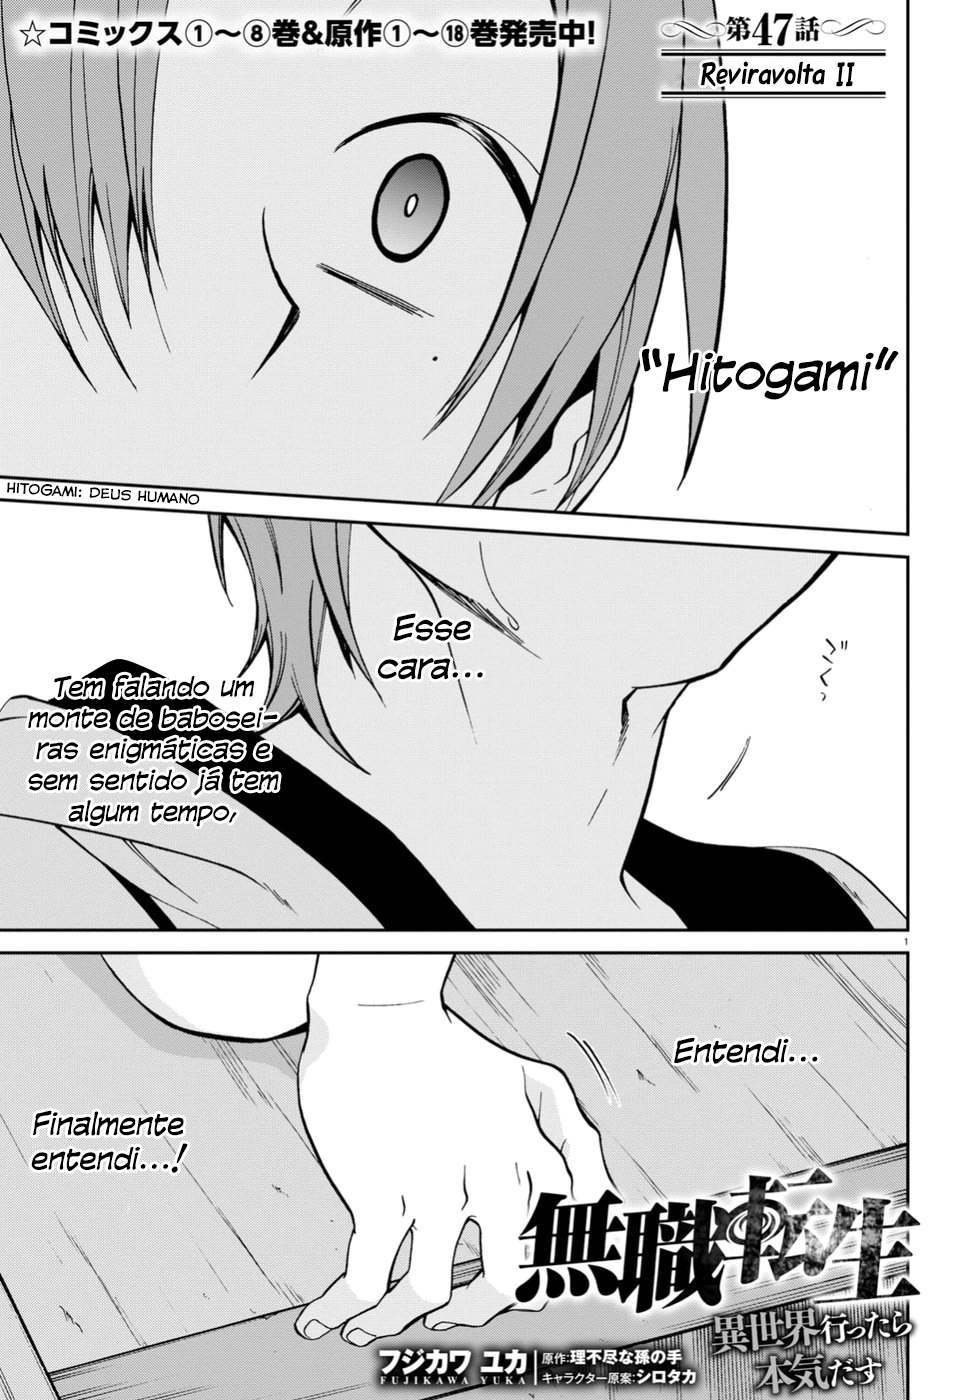 ☆コミックス①～⑧巻&原作①～⑱巻発売中!
第47話
Reviravolta II
"Hitogami"
HITOGAMI: DEUS HUMANO
Esse
cara...
Tem falando um
monte de babosei-
ras enigmáticas e
sem sentido já tem
algum tempo,
1
Entendi...
Finalmente
entendi...!
無職転生
異世界行ったら
本気だす
フジカワ ユカ
FUJIKAWA YUKA
原作:理不尽な孫の手
キャラクター原案:シロタカ